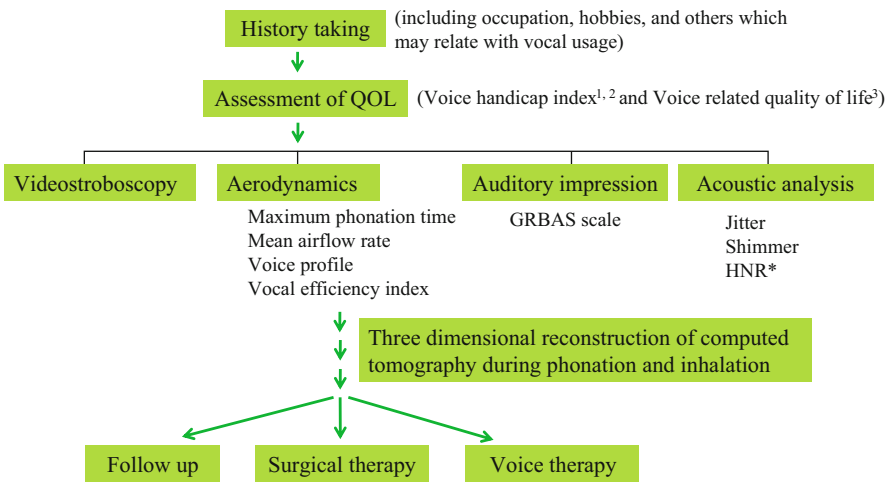 History taking
(including occupation, hobbies, and others which
may relate with vocal usage)
Assessment of QOL
(Voice handicap index1, 2 and Voice related quality of life3)
Videostroboscopy
Aerodynamics
Auditory impression
Acoustic analysis
Maximum phonation time
Mean airflow rate
Voice profile
Vocal efficiency index
GRBAS scale
Jitter
Shimmer
HNR*
Three dimensional reconstruction of computed
tomography during phonation and inhalation
Follow up
Surgical therapy
Voice therapy